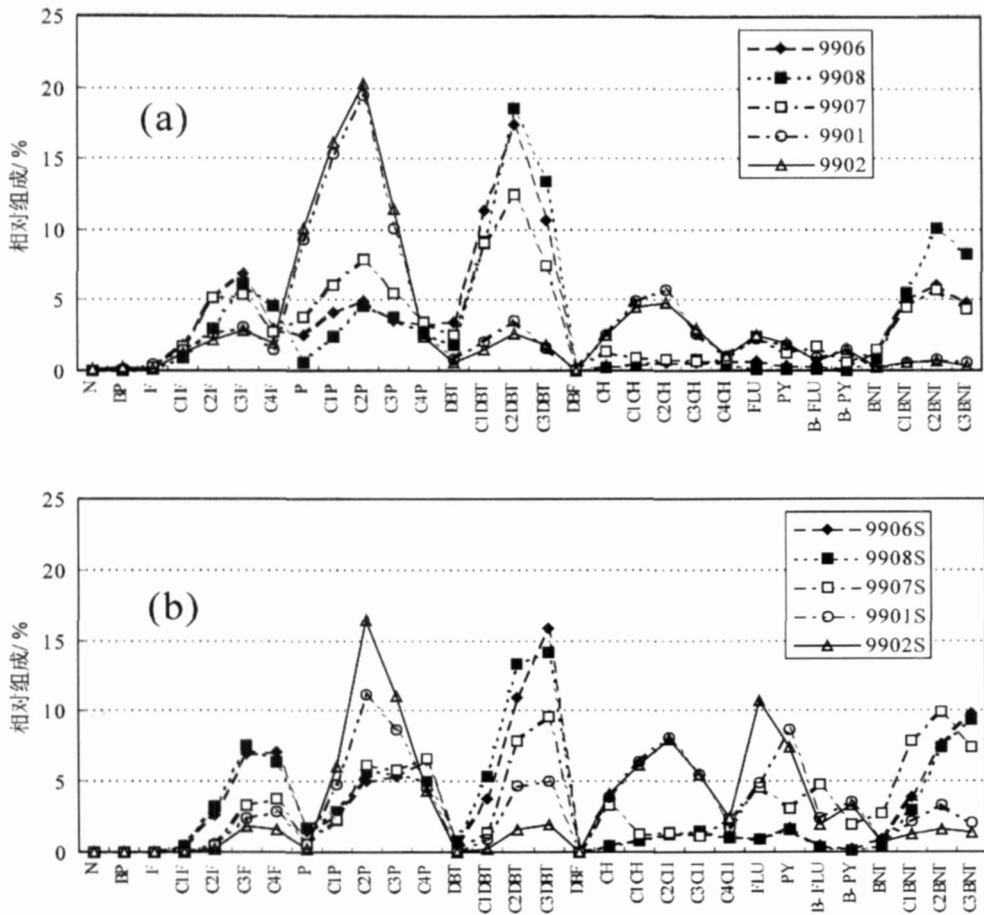 25
20
15
10
5
0
相对组成/%
(a)
9906
9908
9907
9901
9902
N
BP
F
C1F
C2F
C3F
C4F
P
C1P
C2P
C3P
C4P
DBT
C1DBT
C2DBT
C3DBT
DBF
CH
C1CH
C2CH
C3CH
C4CH
FLU
PY
B-FLU
B-PY
BNT
C1BNT
C2BNT
C3BNT
25
20
15
10
5
0
相对组成/%
(b)
9906S
9908S
9907S
9901S
9902S
N
BP
F
C1F
C2F
C3F
C4F
P
C1P
C2P
C3P
C4P
DBT
C1DBT
C2DBT
C3DBT
DBF
CH
C1CH
C2CH
C3CH
C4CH
FLU
PY
B-FLU
B-PY
BNT
C1BNT
C2BNT
C3BNT